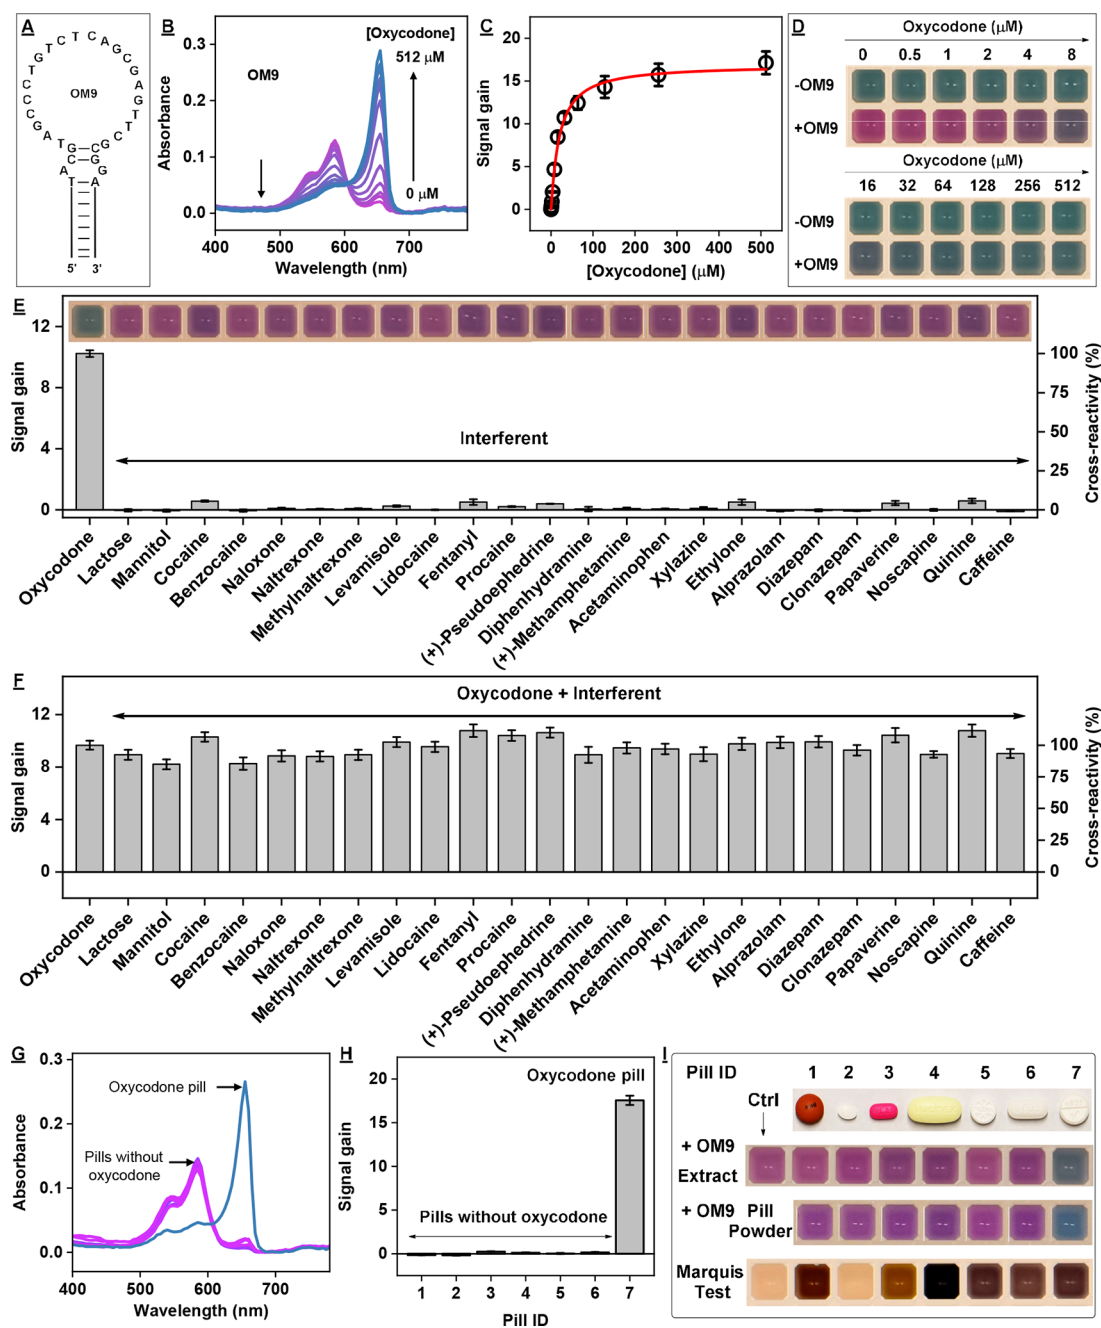 A
OM9
T C T C A G C G A G T T C G
G T C C C G A T G C
C G
A G
T A
5' 3'
B
Absorbance
0.3
0.2
0.1
0.0
[Oxycodone]
512 μM
0 μM
OM9
400 500 600 700
Wavelength (nm)
C
Signal gain
20
15
10
5
0
0 100 200 300 400 500
[Oxycodone] (μM)
D
Oxycodone (μM)
0 0.5 1 2 4 8
-OM9
+OM9
Oxycodone (μM)
16 32 64 128 256 512
-OM9
+OM9
E
Signal gain
12
8
4
0
Interferent
100
75
50
25
0
Cross-reactivity (%)
Oxycodone
Lactose
Mannitol
Cocaine
Benzocaine
Naloxone
Naltrexone
Methylnaltrexone
Levamisole
Lidocaine
Fentanyl
Procaine
(+)-Pseudoephedrine
Diphenhydramine
(+)-Methamphetamine
Acetaminophen
Xylazine
Ethylone
Alprazolam
Diazepam
Clonazepam
Papaverine
Noscapine
Quinine
Caffeine
F
Oxycodone + Interferent
Signal gain
12
8
4
0
100
75
50
25
0
Cross-reactivity (%)
Oxycodone
Lactose
Mannitol
Cocaine
Benzocaine
Naloxone
Naltrexone
Methylnaltrexone
Levamisole
Lidocaine
Fentanyl
Procaine
(+)-Pseudoephedrine
Diphenhydramine
(+)-Methamphetamine
Acetaminophen
Xylazine
Ethylone
Alprazolam
Diazepam
Clonazepam
Papaverine
Noscapine
Quinine
Caffeine
G
Absorbance
0.3
0.2
0.1
0.0
Oxycodone pill
Pills without
oxycodone
400 500 600 700
Wavelength (nm)
H
Signal gain
20
15
10
5
0
Oxycodone pill
Pills without oxycodone
1 2 3 4 5 6 7
Pill ID
I
Pill ID 1 2 3 4 5 6 7
Ctrl
+ OM9
Extract
+ OM9 Pill
Powder
Marquis
Test